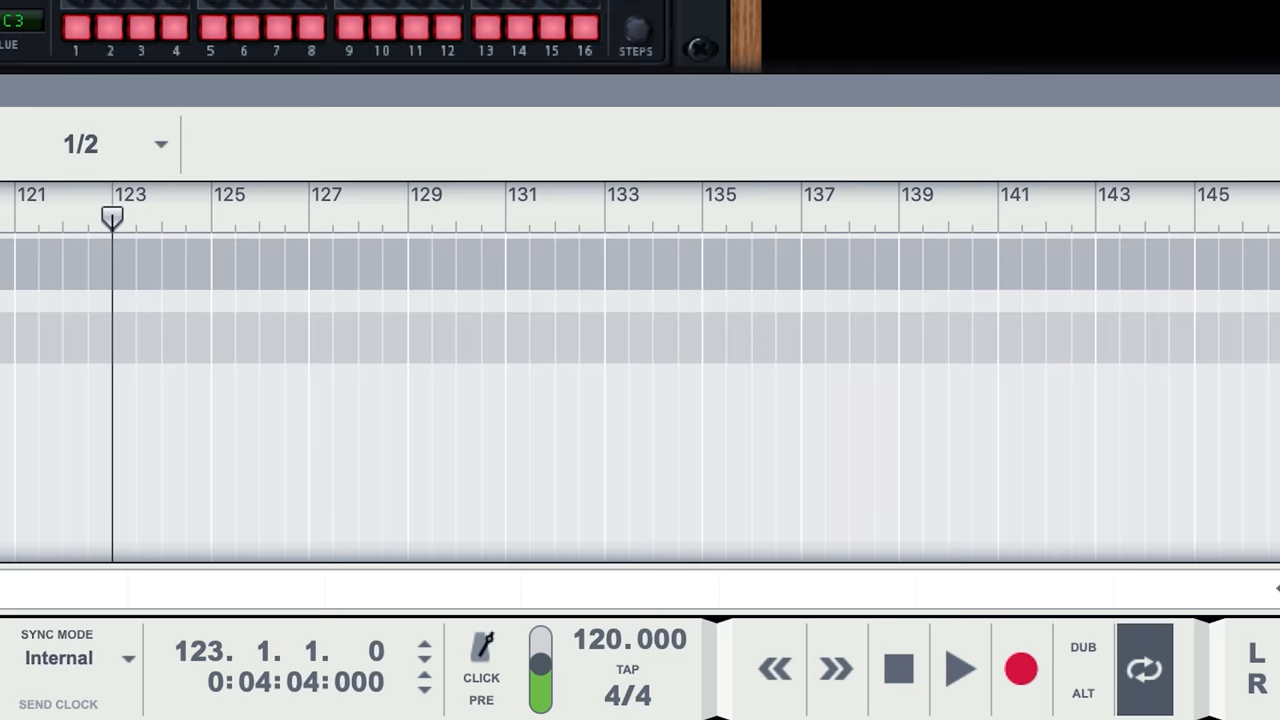 C3
LUE
1 2 3 4 5 6 7 8 9 10 11 12 13 14 15 16
STEPS
1/2
121 123 125 127 129 131 133 135 137 139 141 143 145
SYNC MODE
Internal
SEND CLOCK
123. 1. 1. 0
0:04:04:000
CLICK
PRE
120.000
TAP
4/4
DUB
ALT
L
R